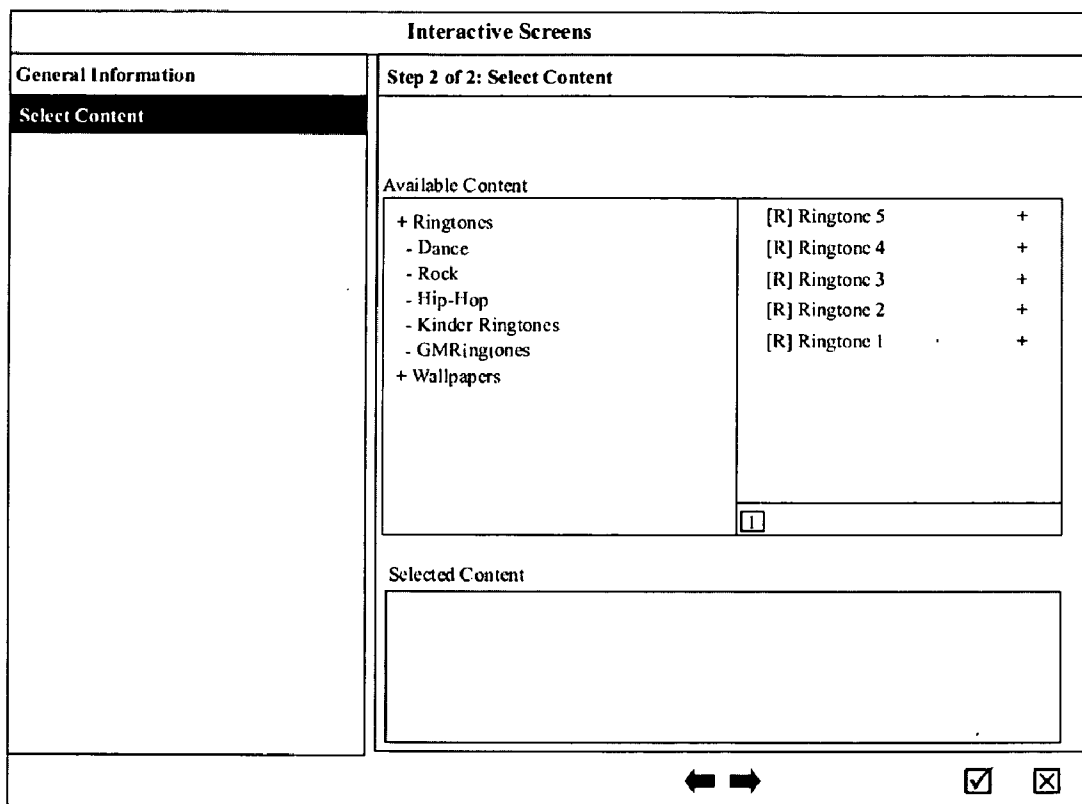 Interactive Screens
General Information
Select Content
Step 2 of 2: Select Content
Available Content
+ Ringtones
- Dance
- Rock
- Hip-Hop
- Kinder Ringtones
- GMRingtones
+ Wallpapers
[R] Ringtone 5 +
[R] Ringtone 4 +
[R] Ringtone 3 +
[R] Ringtone 2 +
[R] Ringtone 1 +
1
Selected Content